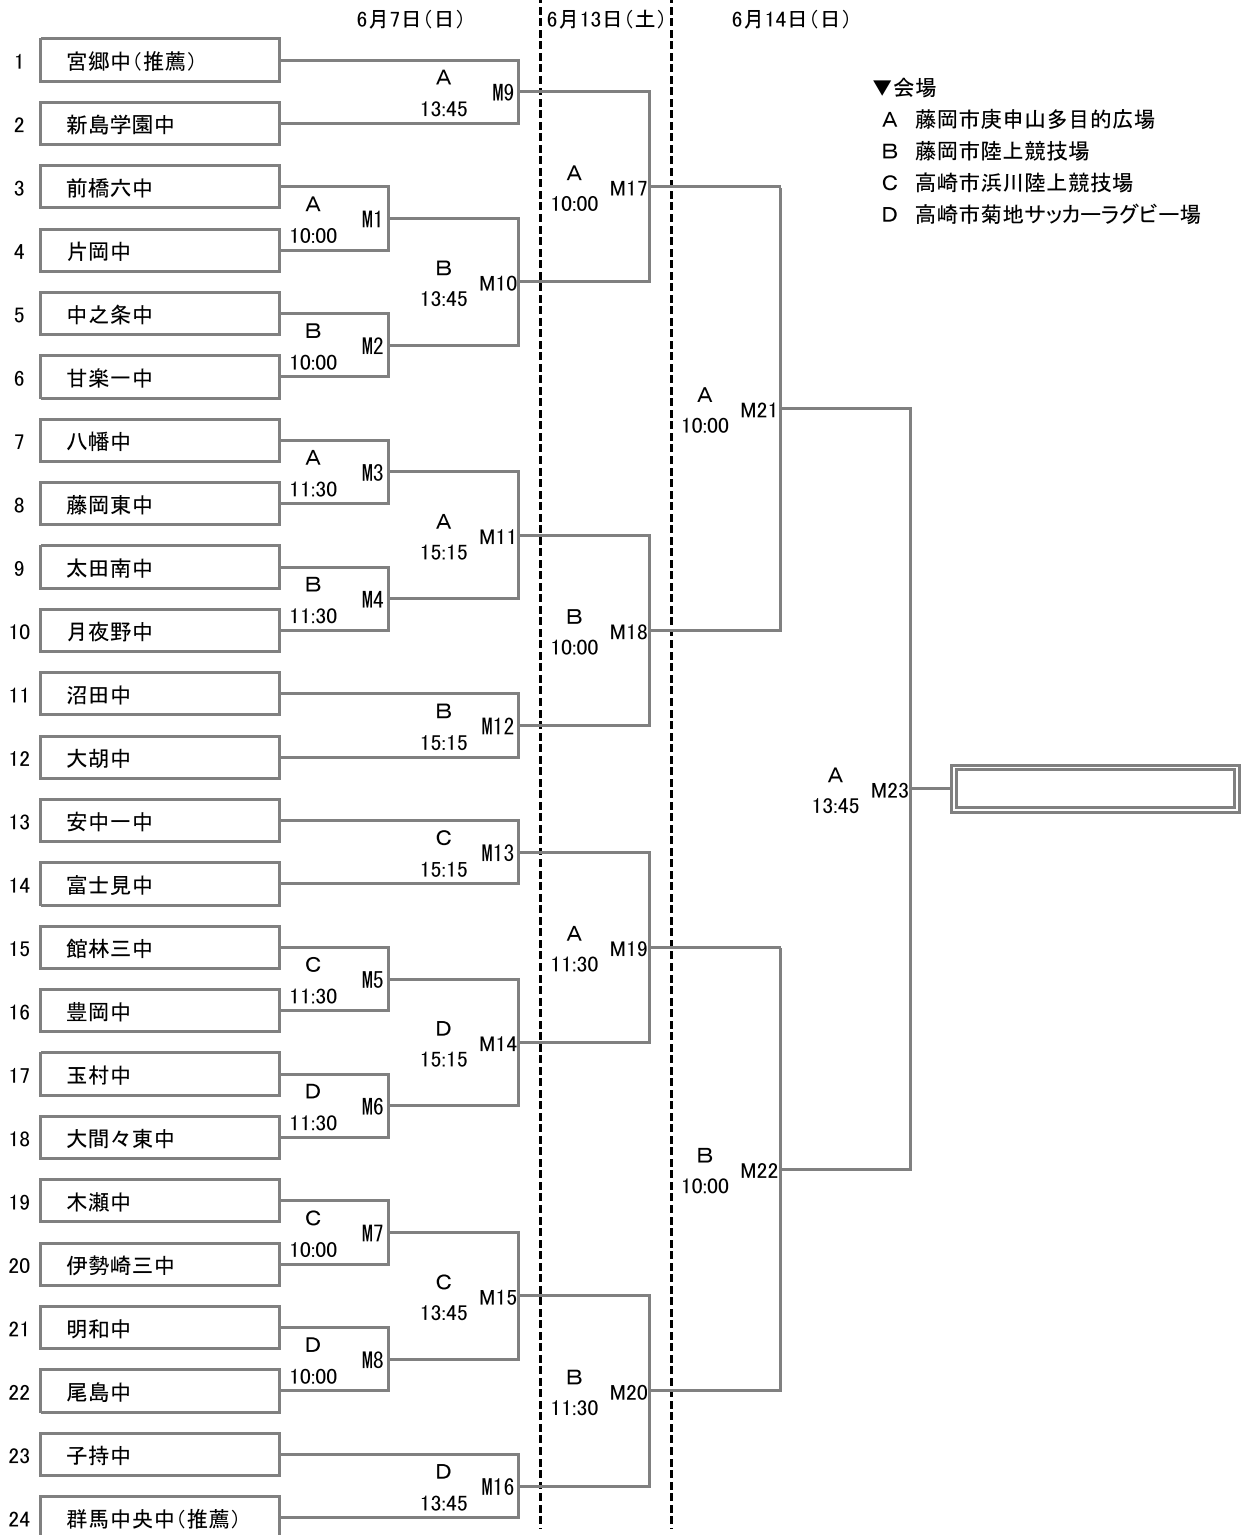 6月7日(日)
6月13日(土)
6月14日(日)
▼会場
A 藤岡市庚申山多目的広場
B 藤岡市陸上競技場
C 高崎市浜川陸上競技場
D 高崎市菊地サッカーラグビー場
1 宮郷中(推薦)
2 新島学園中
3 前橋六中
4 片岡中
5 中之条中
6 甘楽一中
7 八幡中
8 藤岡東中
9 太田南中
10 月夜野中
11 沼田中
12 大胡中
13 安中一中
14 富士見中
15 館林三中
16 豊岡中
17 玉村中
18 大間々東中
19 木瀬中
20 伊勢崎三中
21 明和中
22 尾島中
23 子持中
24 群馬中央中(推薦)
A
10:00
M1
B
10:00
M2
A
11:30
M3
B
11:30
M4
C
11:30
M5
D
11:30
M6
C
10:00
M7
D
10:00
M8
A
13:45
M9
B
13:45
M10
A
15:15
M11
B
15:15
M12
C
15:15
M13
D
15:15
M14
C
13:45
M15
D
13:45
M16
A
10:00
M17
B
10:00
M18
A
11:30
M19
B
11:30
M20
A
10:00
M21
B
10:00
M22
A
13:45
M23